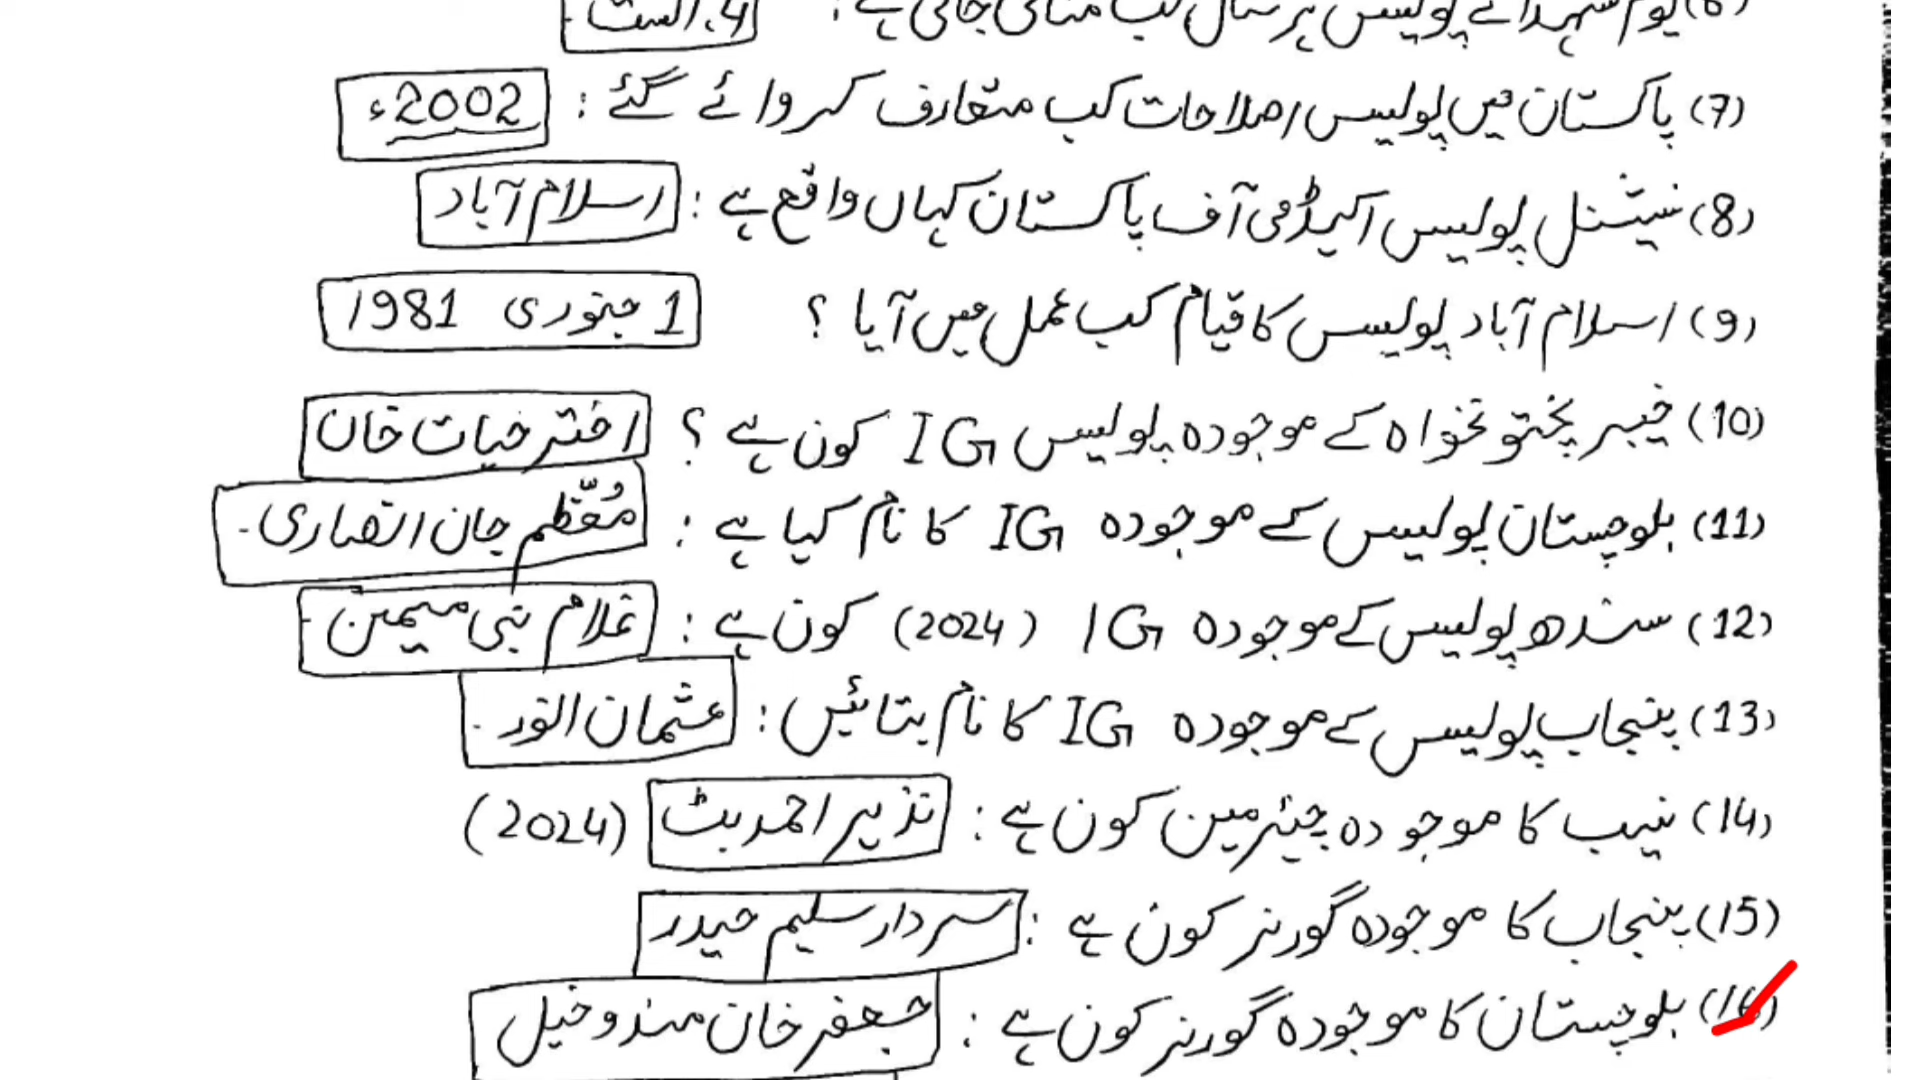 (6) یوم شہدائے پولیس ہر سال کب منائی جاتی ہے : 4 اگست -
(7) پاکستان میں پولیس اصلاحات کب متعارف کروائے گئے : 2002ء
(8) نیشنل پولیس اکیڈمی آف پاکستان کہاں واقع ہے : اسلام آباد
(9) اسلام آباد پولیس کا قیام کب عمل میں آیا ؟ 1 جنوری 1981
(10) خیبر پختونخواہ کے موجودہ پولیس IG کون ہے ؟ اختر حیات خان
(11) بلوچستان پولیس کے موجودہ IG کا نام کیا ہے : مُعظّم جان انصاری -
(12) سندھ پولیس کے موجودہ IG (2024) کون ہے : غلام نبی میمن -
(13) پنجاب پولیس کے موجودہ IG کا نام بتائیں : عثمان انور -
(14) نیب کا موجودہ چیئرمین کون ہے : نذیر احمد بٹ (2024)
(15) پنجاب کا موجودہ گورنر کون ہے : سردار سلیم حیدر
(16) بلوچستان کا موجودہ گورنر کون ہے : جعفر خان مندوخیل